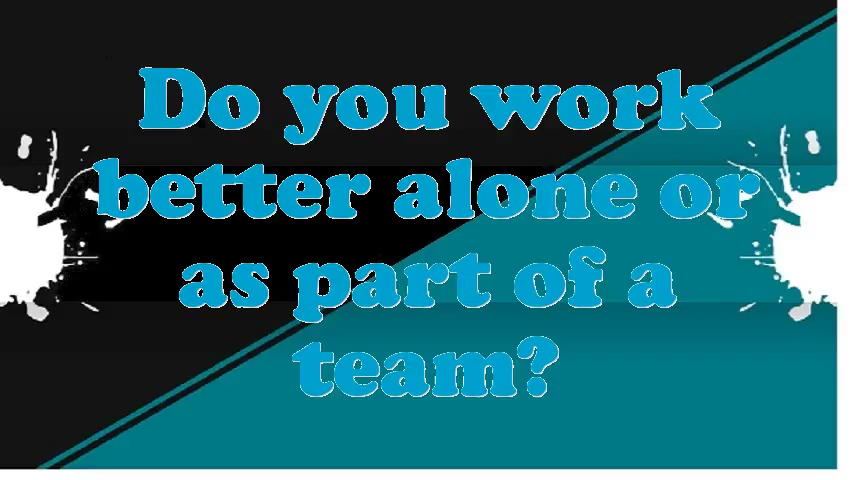 Do you work
better alone or
as part of a
team?